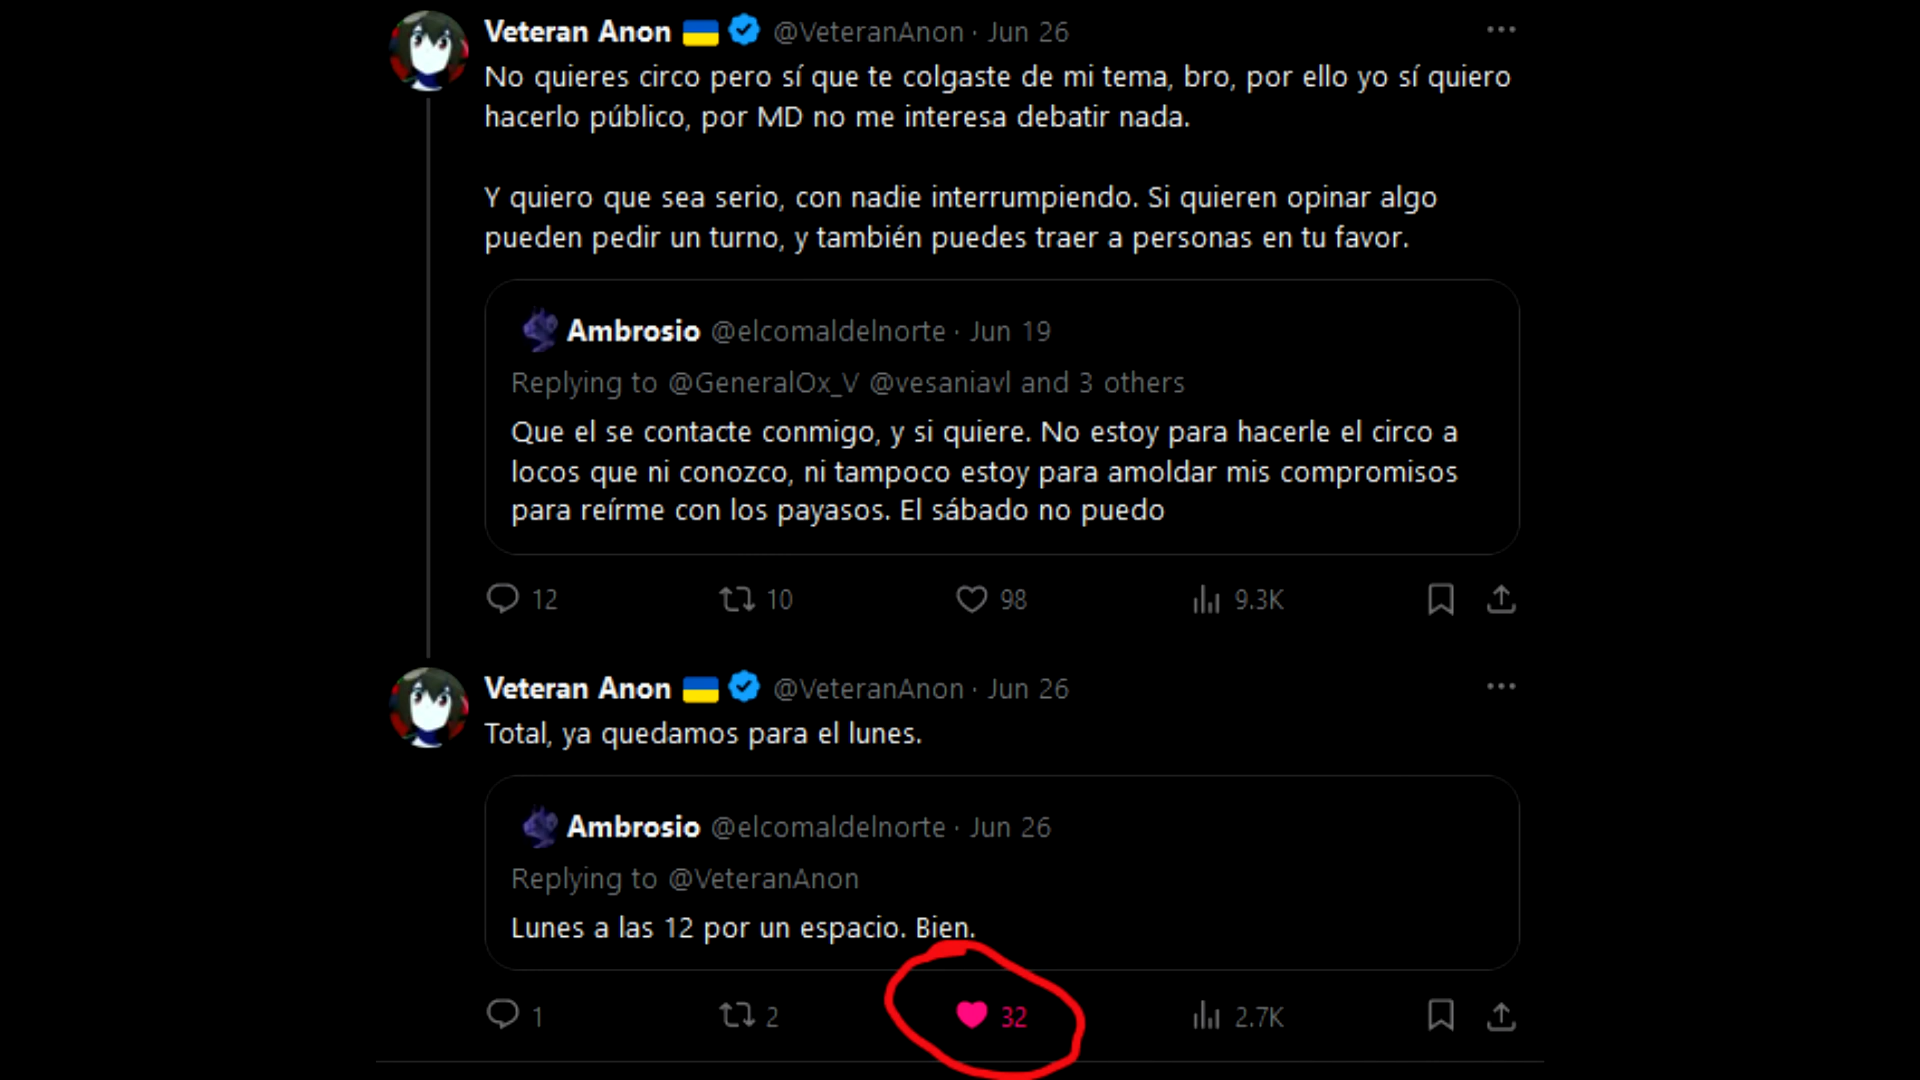 Veteran Anon @VeteranAnon · Jun 26
No quieres circo pero sí que te colgaste de mi tema, bro, por ello yo sí quiero
hacerlo público, por MD no me interesa debatir nada.
Y quiero que sea serio, con nadie interrumpiendo. Si quieren opinar algo
pueden pedir un turno, y también puedes traer a personas en tu favor.
Ambrosio @elcomaldelnorte · Jun 19
Replying to @GeneralOx_V @vesaniavl and 3 others
Que el se contacte conmigo, y si quiere. No estoy para hacerle el circo a
locos que ni conozco, ni tampoco estoy para amoldar mis compromisos
para reírme con los payasos. El sábado no puedo
12 10 98 9.3K
Veteran Anon @VeteranAnon · Jun 26
Total, ya quedamos para el lunes.
Ambrosio @elcomaldelnorte · Jun 26
Replying to @VeteranAnon
Lunes a las 12 por un espacio. Bien.
1 2 32 2.7K